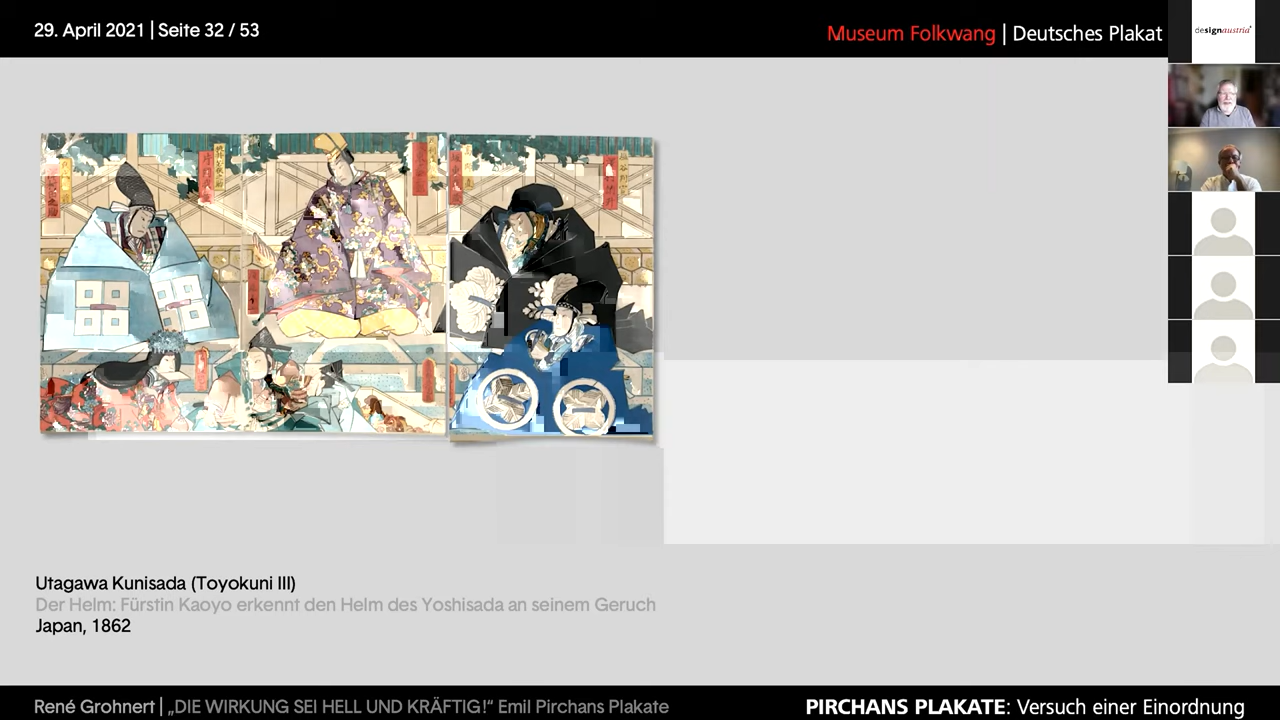 29. April 2021 | Seite 32 / 53
Museum Folkwang | Deutsches Plakat
designaustria
Utagawa Kunisada (Toyokuni III)
Der Helm: Fürstin Kaoyo erkennt den Helm des Yoshisada an seinem Geruch
Japan, 1862
René Grohnert | „DIE WIRKUNG SEI HELL UND KRÄFTIG!“ Emil Pirchans Plakate
PIRCHANS PLAKATE: Versuch einer Einordnung